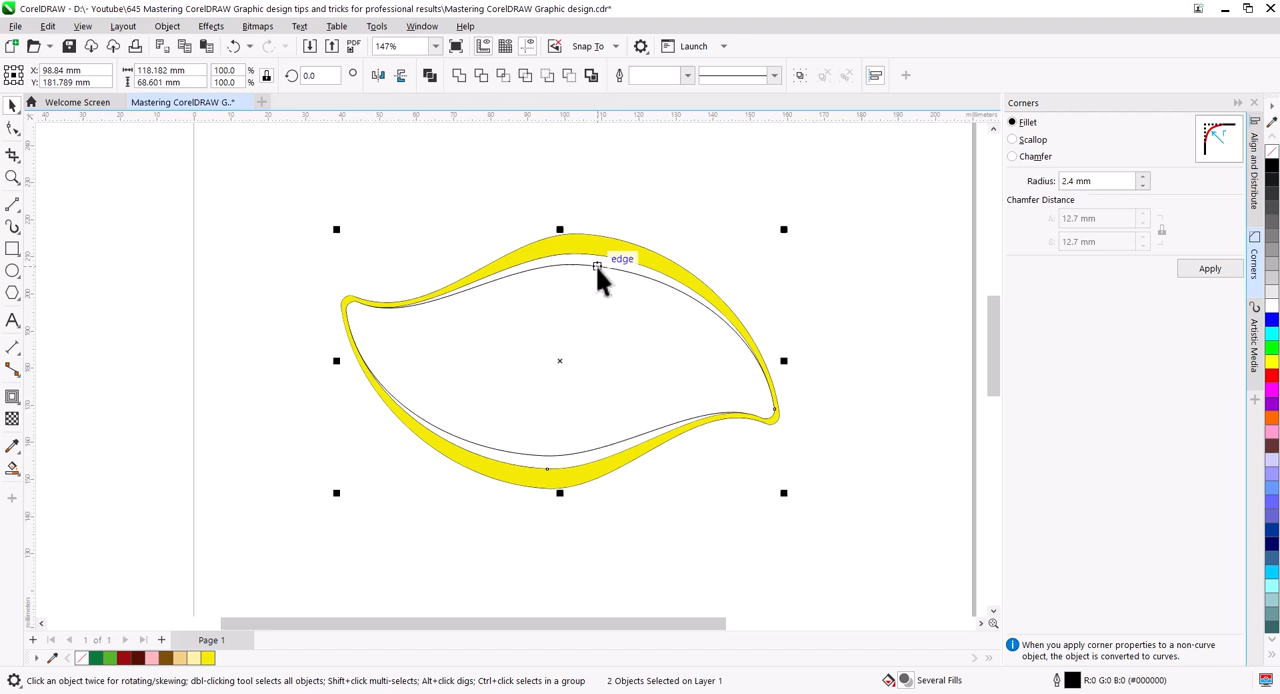 CorelDRAW - D:\- Youtube\645 Mastering CorelDRAW Graphic design tips and tricks for professional results\Mastering CorelDRAW Graphic design.cdr*
File Edit View Layout Object Effects Bitmaps Text Table Tools Window Help
PDF 147% Snap To Launch
X: 98.84 mm 118.182 mm 100.0 % 0.0
Y: 181.789 mm 68.601 mm 100.0 %
Welcome Screen Mastering CorelDRAW G..*
millimeters
Corners
Fillet
Scallop
Chamfer
r
Radius: 2.4 mm
Chamfer Distance
A: 12.7 mm
B: 12.7 mm
Apply
Align and Distribute
Corners
Artistic Media
edge
When you apply corner properties to a non-curve
object, the object is converted to curves.
1 of 1 Page 1
Click an object twice for rotating/skewing; dbl-clicking tool selects all objects; Shift+click multi-selects; Alt+click digs; Ctrl+click selects in a group 2 Objects Selected on Layer 1 Several Fills R:0 G:0 B:0 (#000000)